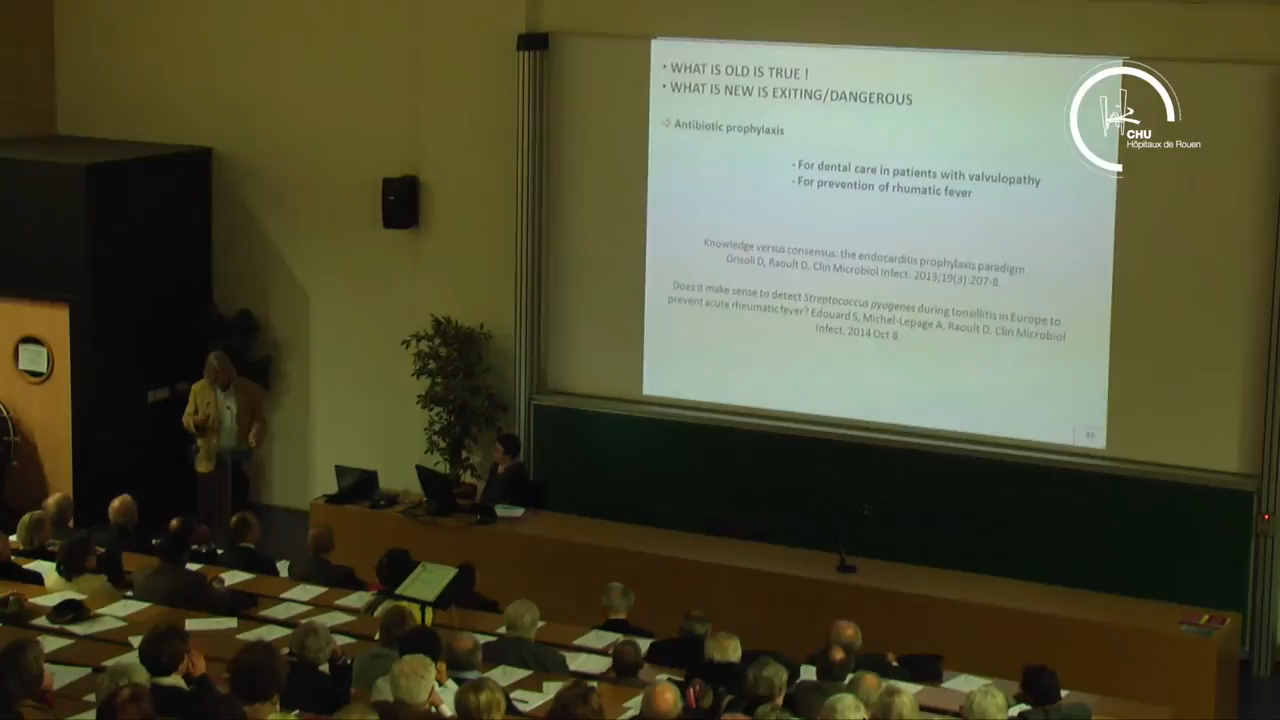 • WHAT IS OLD IS TRUE !
• WHAT IS NEW IS EXITING/DANGEROUS
⇨ Antibiotic prophylaxis
- For dental care in patients with valvulopathy
- For prevention of rhumatic fever
Knowledge versus consensus: the endocarditis prophylaxis paradigm
Grisoli D, Raoult D. Clin Microbiol Infect. 2013;19(3):207-8.
Does it make sense to detect Streptococcus pyogenes during tonsillitis in Europe to
prevent acute rheumatic fever? Edouard S, Michel-Lepage A, Raoult D. Clin Microbiol
Infect. 2014 Oct 8.
CHU
Hôpitaux de Rouen